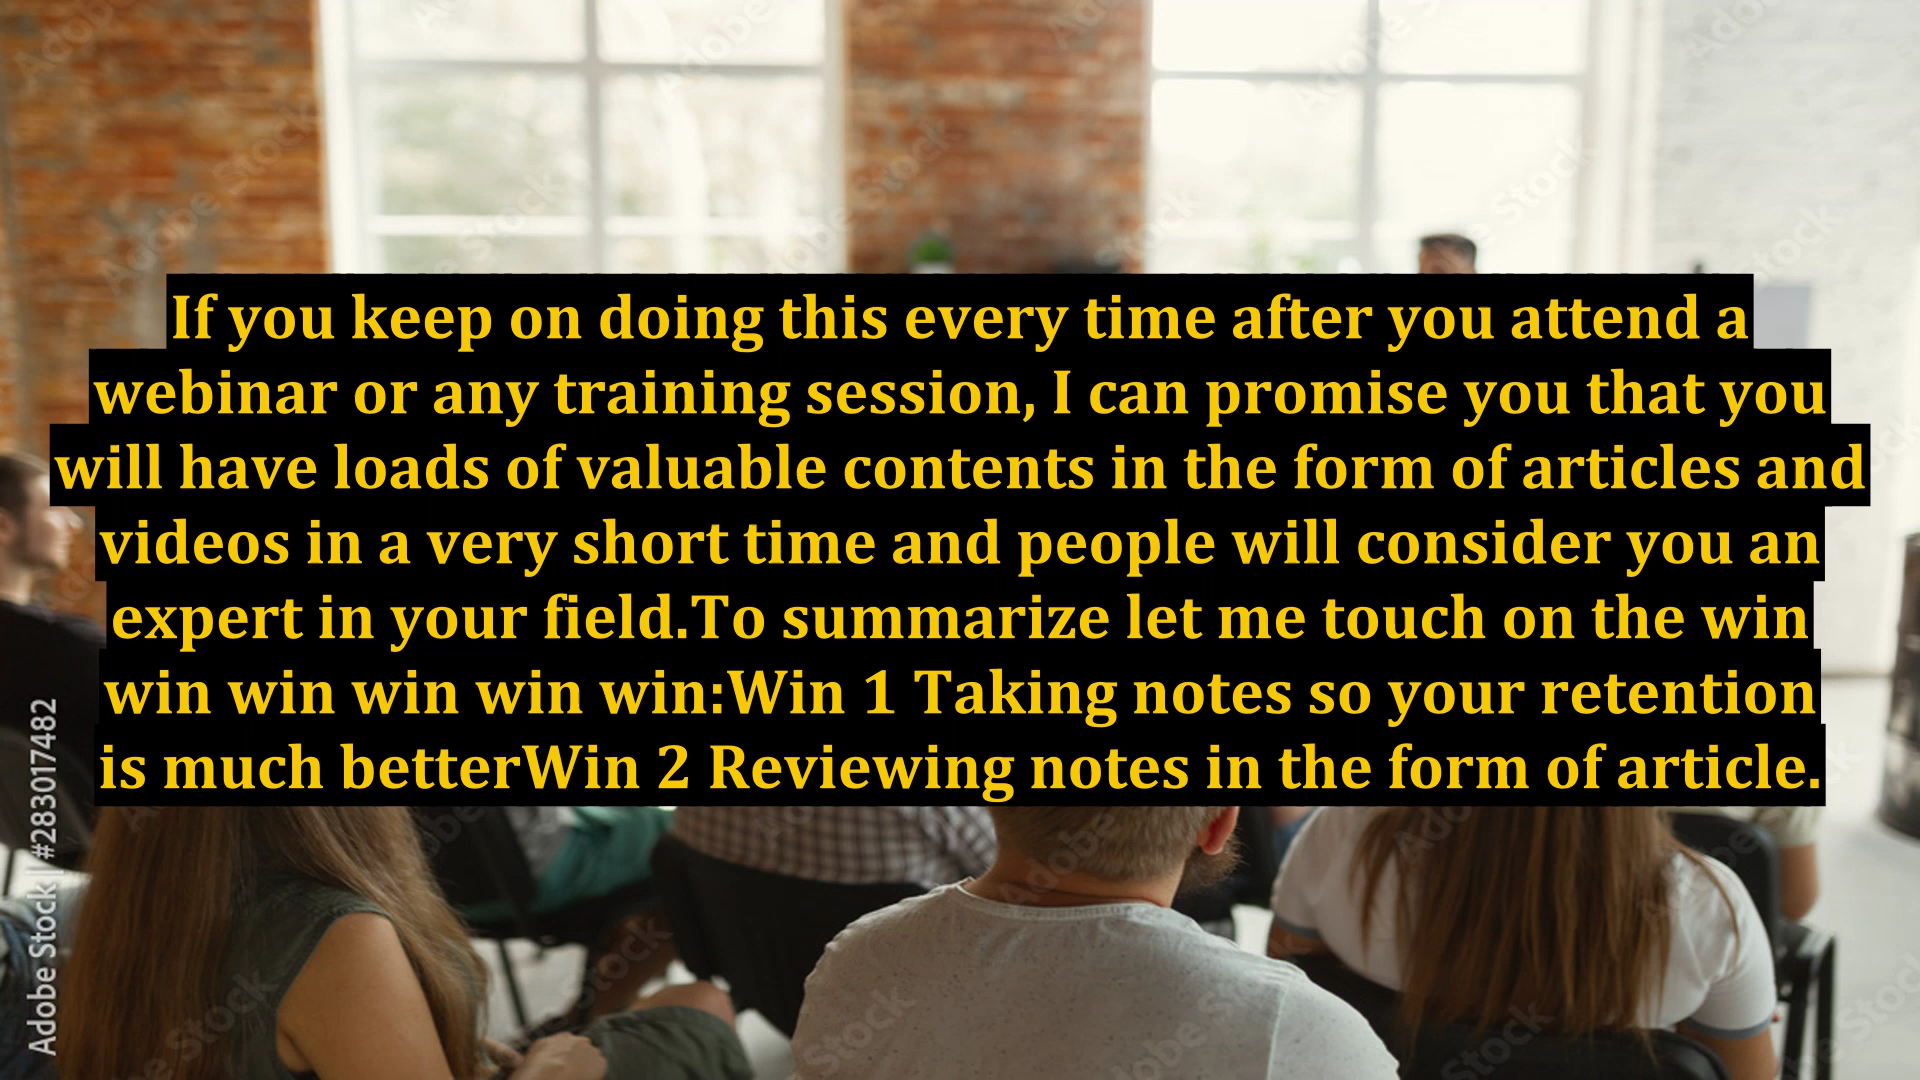 If you keep on doing this every time after you attend a
webinar or any training session, I can promise you that you
will have loads of valuable contents in the form of articles and
videos in a very short time and people will consider you an
expert in your field.To summarize let me touch on the win
win win win win win:Win 1 Taking notes so your retention
is much betterWin 2 Reviewing notes in the form of article.
Adobe Stock | #283017482
Adobe Stock